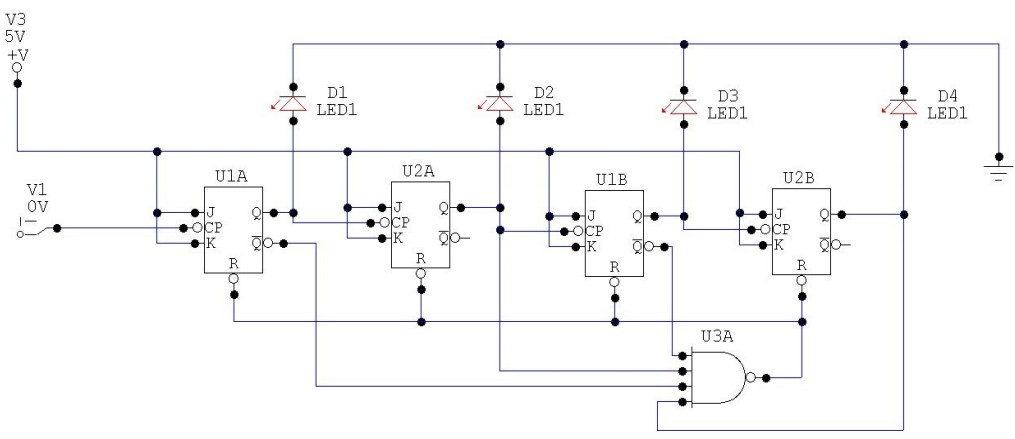 V3
5V
+V
D1
LED1
D2
LED1
D3
LED1
D4
LED1
V1
0V
U1A
J
CP
K
Q
Q̅
R
U2A
J
CP
K
Q
Q̅
R
U1B
J
CP
K
Q
Q̅
R
U2B
J
CP
K
Q
Q̅
R
U3A